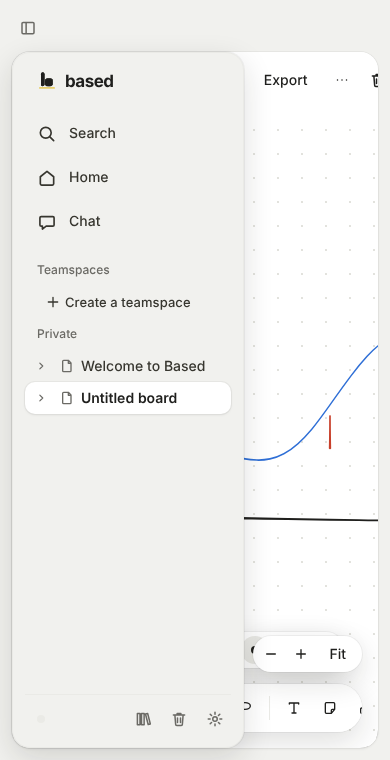 based
Export
Search
Home
Chat
Teamspaces
Create a teamspace
Private
Welcome to Based
Untitled board
Fit